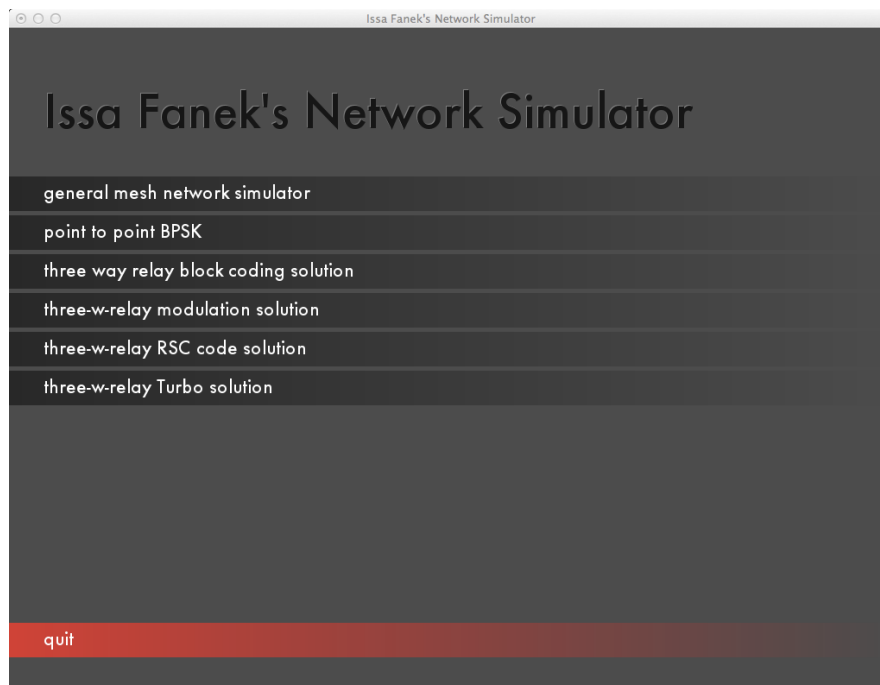 Issa Fanek's Network Simulator
Issa Fanek's Network Simulator
general mesh network simulator
point to point BPSK
three way relay block coding solution
three-w-relay modulation solution
three-w-relay RSC code solution
three-w-relay Turbo solution
quit